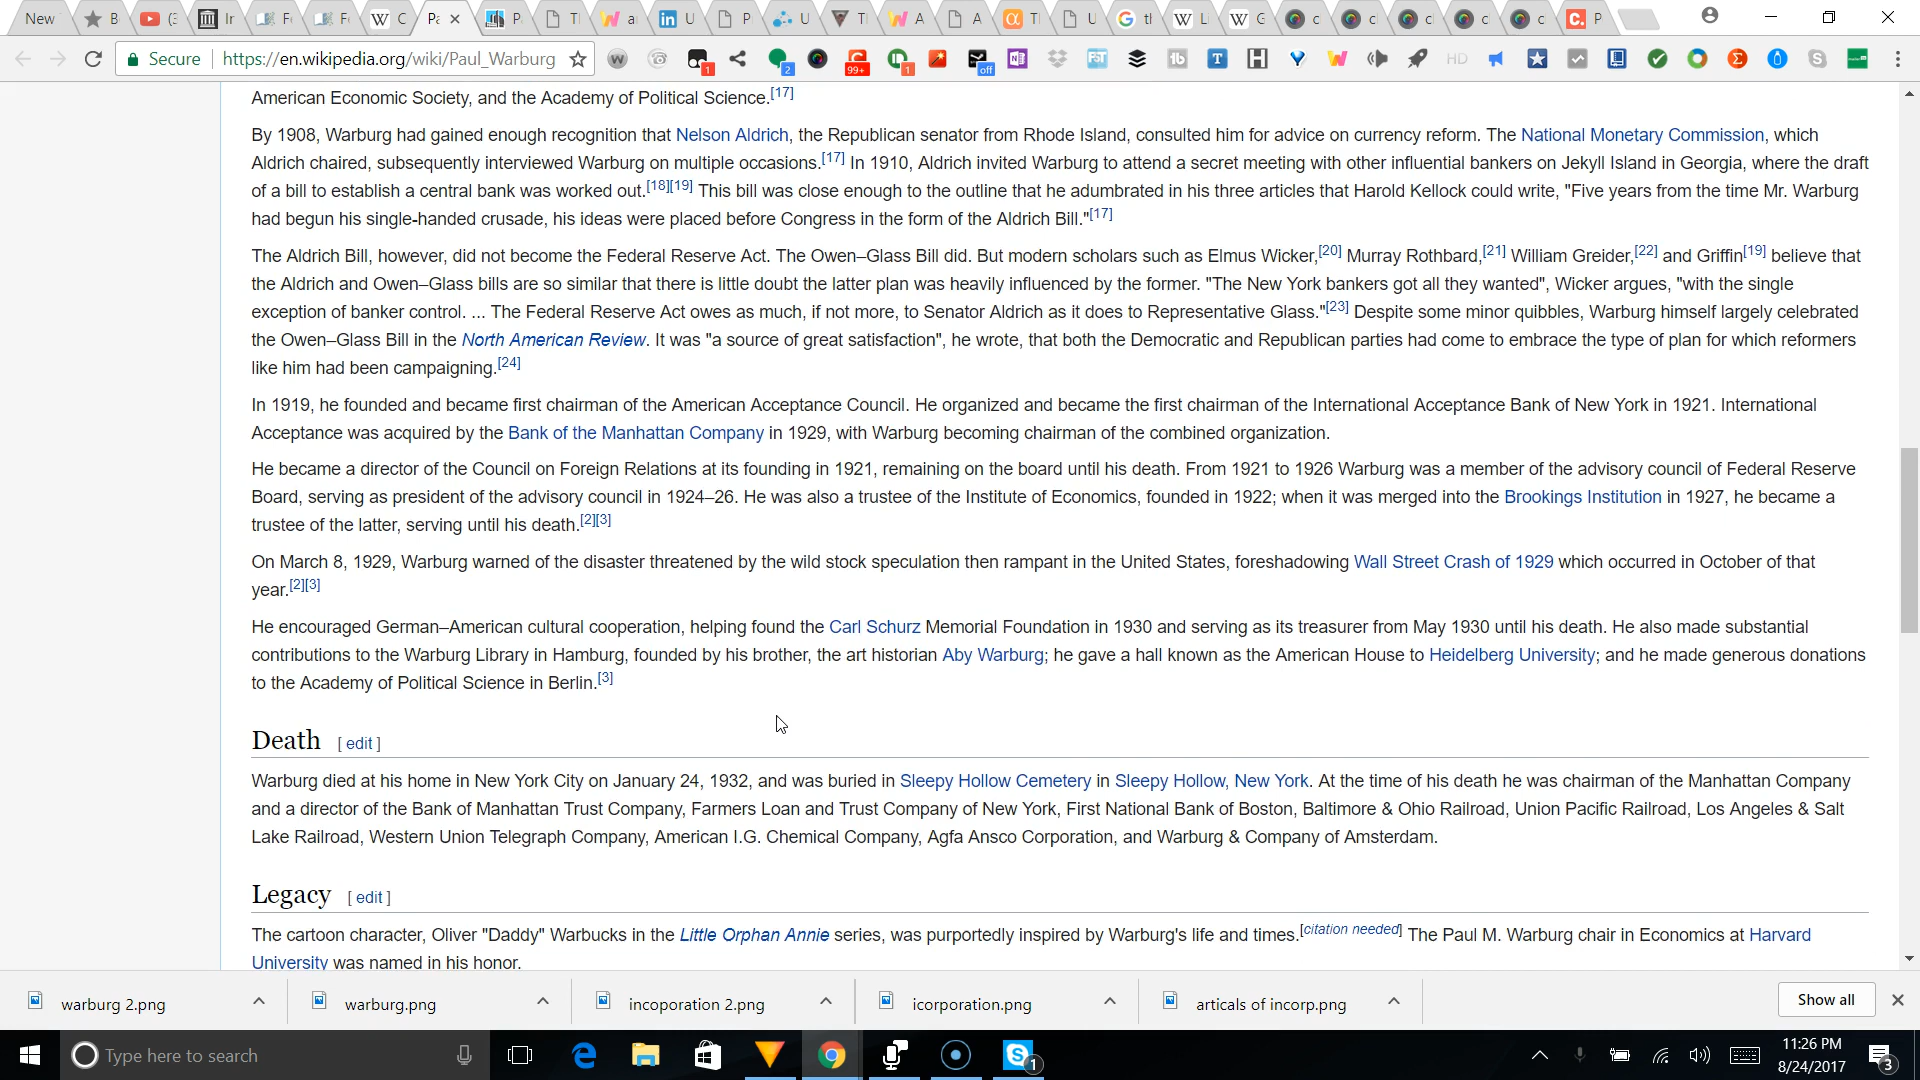 New
B
(3
Ir
F
F
C
Pa
P
Tl
a
U
P
U
T
A
A
Tl
U
tl
Li
G
c
c
c
c
c
P
Secure
https://en.wikipedia.org/wiki/Paul_Warburg
1
2
99+
1
off
HD
American Economic Society, and the Academy of Political Science.[17]
By 1908, Warburg had gained enough recognition that Nelson Aldrich, the Republican senator from Rhode Island, consulted him for advice on currency reform. The National Monetary Commission, which
Aldrich chaired, subsequently interviewed Warburg on multiple occasions.[17] In 1910, Aldrich invited Warburg to attend a secret meeting with other influential bankers on Jekyll Island in Georgia, where the draft
of a bill to establish a central bank was worked out.[18][19] This bill was close enough to the outline that he adumbrated in his three articles that Harold Kellock could write, "Five years from the time Mr. Warburg
had begun his single-handed crusade, his ideas were placed before Congress in the form of the Aldrich Bill."[17]
The Aldrich Bill, however, did not become the Federal Reserve Act. The Owen–Glass Bill did. But modern scholars such as Elmus Wicker,[20] Murray Rothbard,[21] William Greider,[22] and Griffin[19] believe that
the Aldrich and Owen–Glass bills are so similar that there is little doubt the latter plan was heavily influenced by the former. "The New York bankers got all they wanted", Wicker argues, "with the single
exception of banker control. ... The Federal Reserve Act owes as much, if not more, to Senator Aldrich as it does to Representative Glass."[23] Despite some minor quibbles, Warburg himself largely celebrated
the Owen–Glass Bill in the North American Review. It was "a source of great satisfaction", he wrote, that both the Democratic and Republican parties had come to embrace the type of plan for which reformers
like him had been campaigning.[24]
In 1919, he founded and became first chairman of the American Acceptance Council. He organized and became the first chairman of the International Acceptance Bank of New York in 1921. International
Acceptance was acquired by the Bank of the Manhattan Company in 1929, with Warburg becoming chairman of the combined organization.
He became a director of the Council on Foreign Relations at its founding in 1921, remaining on the board until his death. From 1921 to 1926 Warburg was a member of the advisory council of Federal Reserve
Board, serving as president of the advisory council in 1924–26. He was also a trustee of the Institute of Economics, founded in 1922; when it was merged into the Brookings Institution in 1927, he became a
trustee of the latter, serving until his death.[2][3]
On March 8, 1929, Warburg warned of the disaster threatened by the wild stock speculation then rampant in the United States, foreshadowing Wall Street Crash of 1929 which occurred in October of that
year.[2][3]
He encouraged German–American cultural cooperation, helping found the Carl Schurz Memorial Foundation in 1930 and serving as its treasurer from May 1930 until his death. He also made substantial
contributions to the Warburg Library in Hamburg, founded by his brother, the art historian Aby Warburg; he gave a hall known as the American House to Heidelberg University; and he made generous donations
to the Academy of Political Science in Berlin.[3]
Death [ edit ]
Warburg died at his home in New York City on January 24, 1932, and was buried in Sleepy Hollow Cemetery in Sleepy Hollow, New York. At the time of his death he was chairman of the Manhattan Company
and a director of the Bank of Manhattan Trust Company, Farmers Loan and Trust Company of New York, First National Bank of Boston, Baltimore & Ohio Railroad, Union Pacific Railroad, Los Angeles & Salt
Lake Railroad, Western Union Telegraph Company, American I.G. Chemical Company, Agfa Ansco Corporation, and Warburg & Company of Amsterdam.
Legacy [ edit ]
The cartoon character, Oliver "Daddy" Warbucks in the Little Orphan Annie series, was purportedly inspired by Warburg's life and times.[citation needed] The Paul M. Warburg chair in Economics at Harvard
University was named in his honor.
warburg 2.png
warburg.png
incoporation 2.png
icorporation.png
articals of incorp.png
Show all
Type here to search
1
11:26 PM
8/24/2017
3